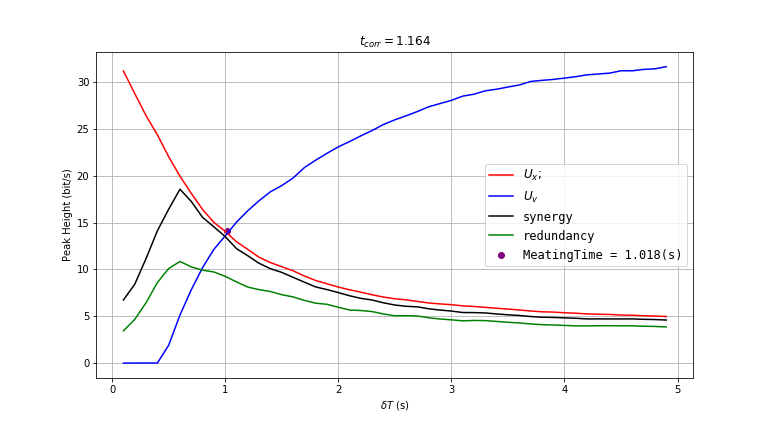 t_corr = 1.164
Peak Height (bit/s)
30
25
20
15
10
5
0
U_x;
U_v
synergy
redundancy
MeatingTime = 1.018(s)
0 1 2 3 4 5
δT (s)